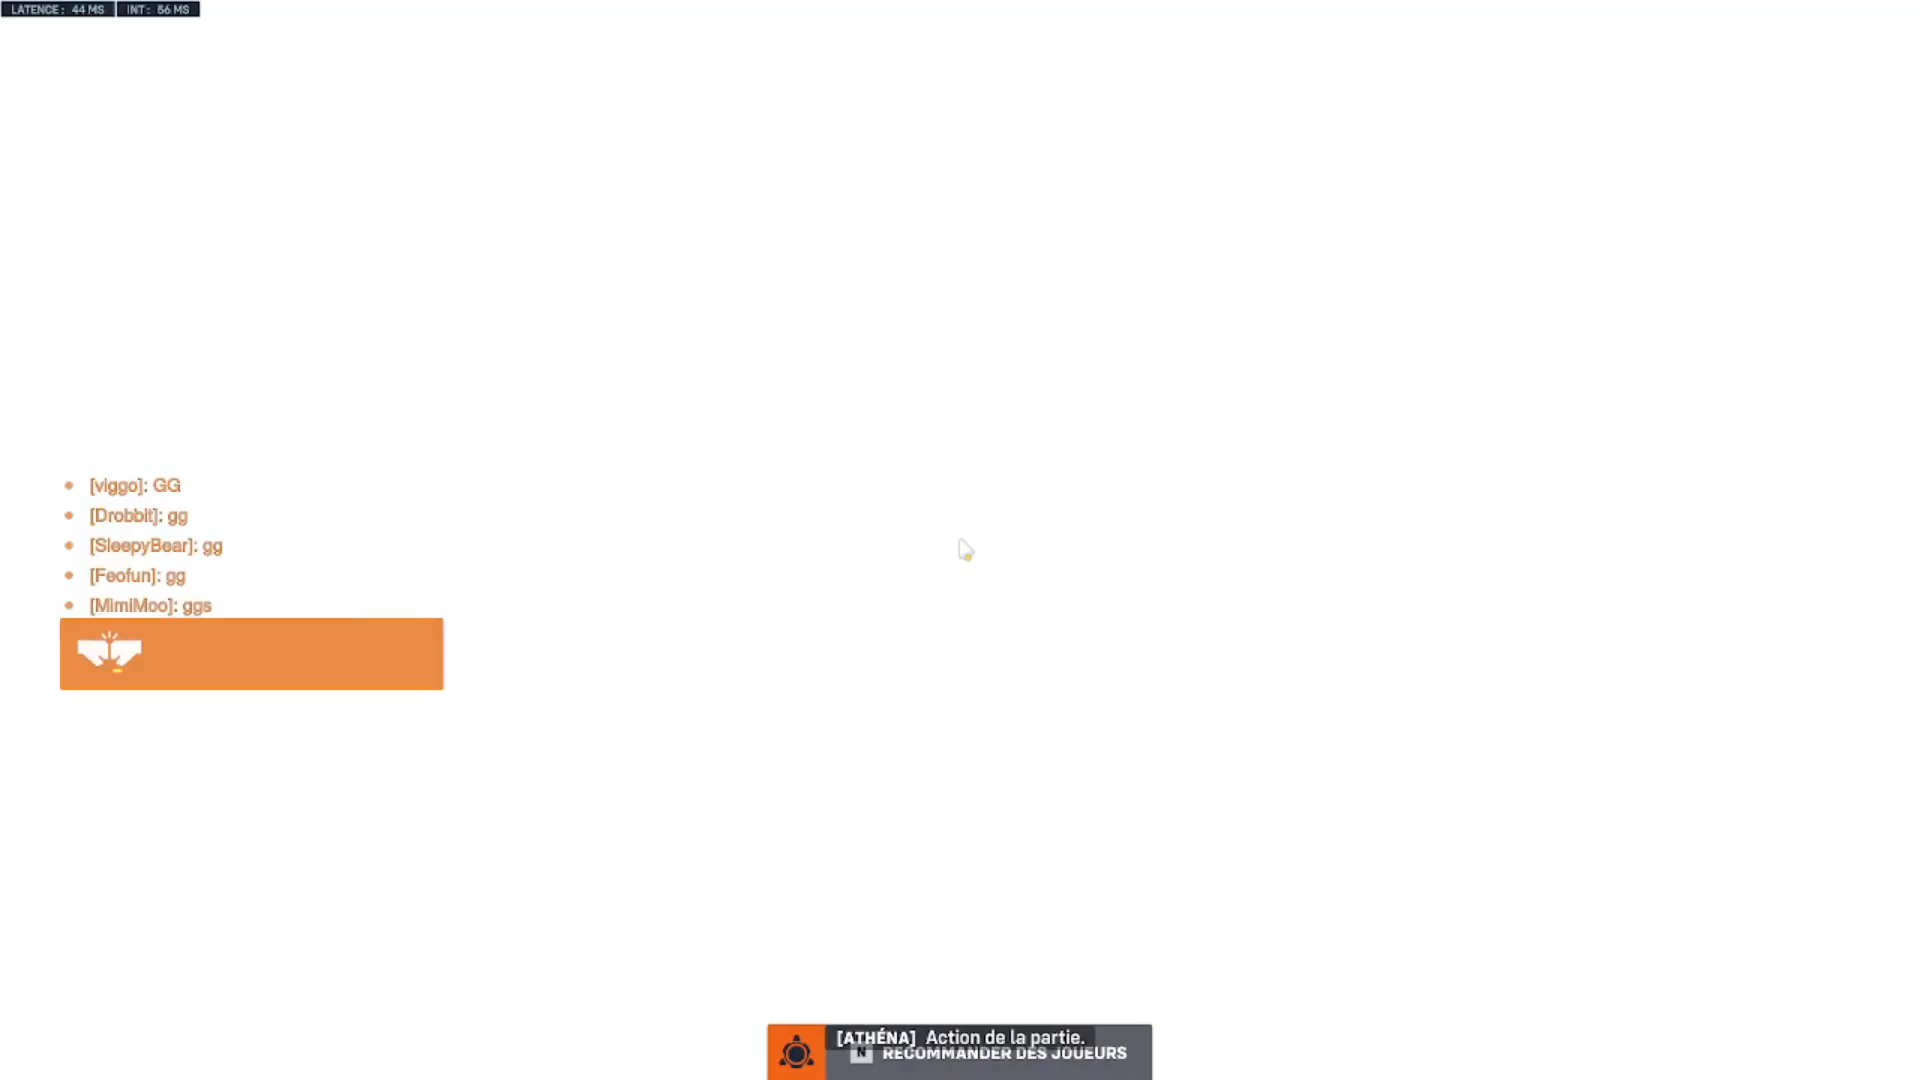 LATENCE : 44 MS INT : 56 MS
[viggo]: GG
[Drobbit]: gg
[SleepyBear]: gg
[Feofun]: gg
[MimiMoo]: ggs
[ATHÉNA] Action de la partie.
N RECOMMANDER DES JOUEURS